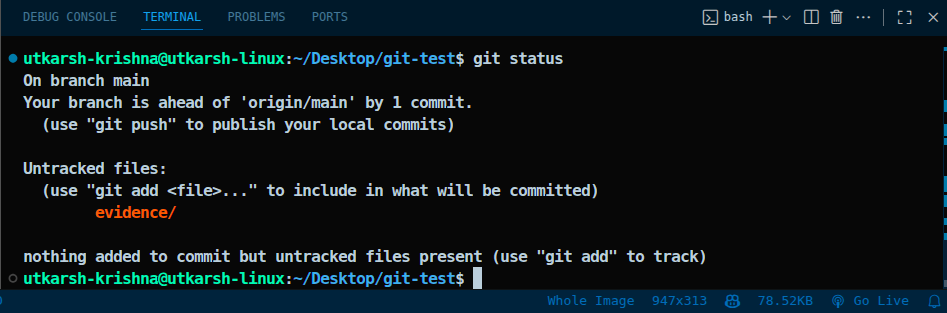 DEBUG CONSOLE TERMINAL PROBLEMS PORTS bash
utkarsh-krishna@utkarsh-linux:~/Desktop/git-test$ git status
On branch main
Your branch is ahead of 'origin/main' by 1 commit.
  (use "git push" to publish your local commits)

Untracked files:
  (use "git add <file>..." to include in what will be committed)
        evidence/

nothing added to commit but untracked files present (use "git add" to track)
utkarsh-krishna@utkarsh-linux:~/Desktop/git-test$
Whole Image 947x313 78.52KB Go Live